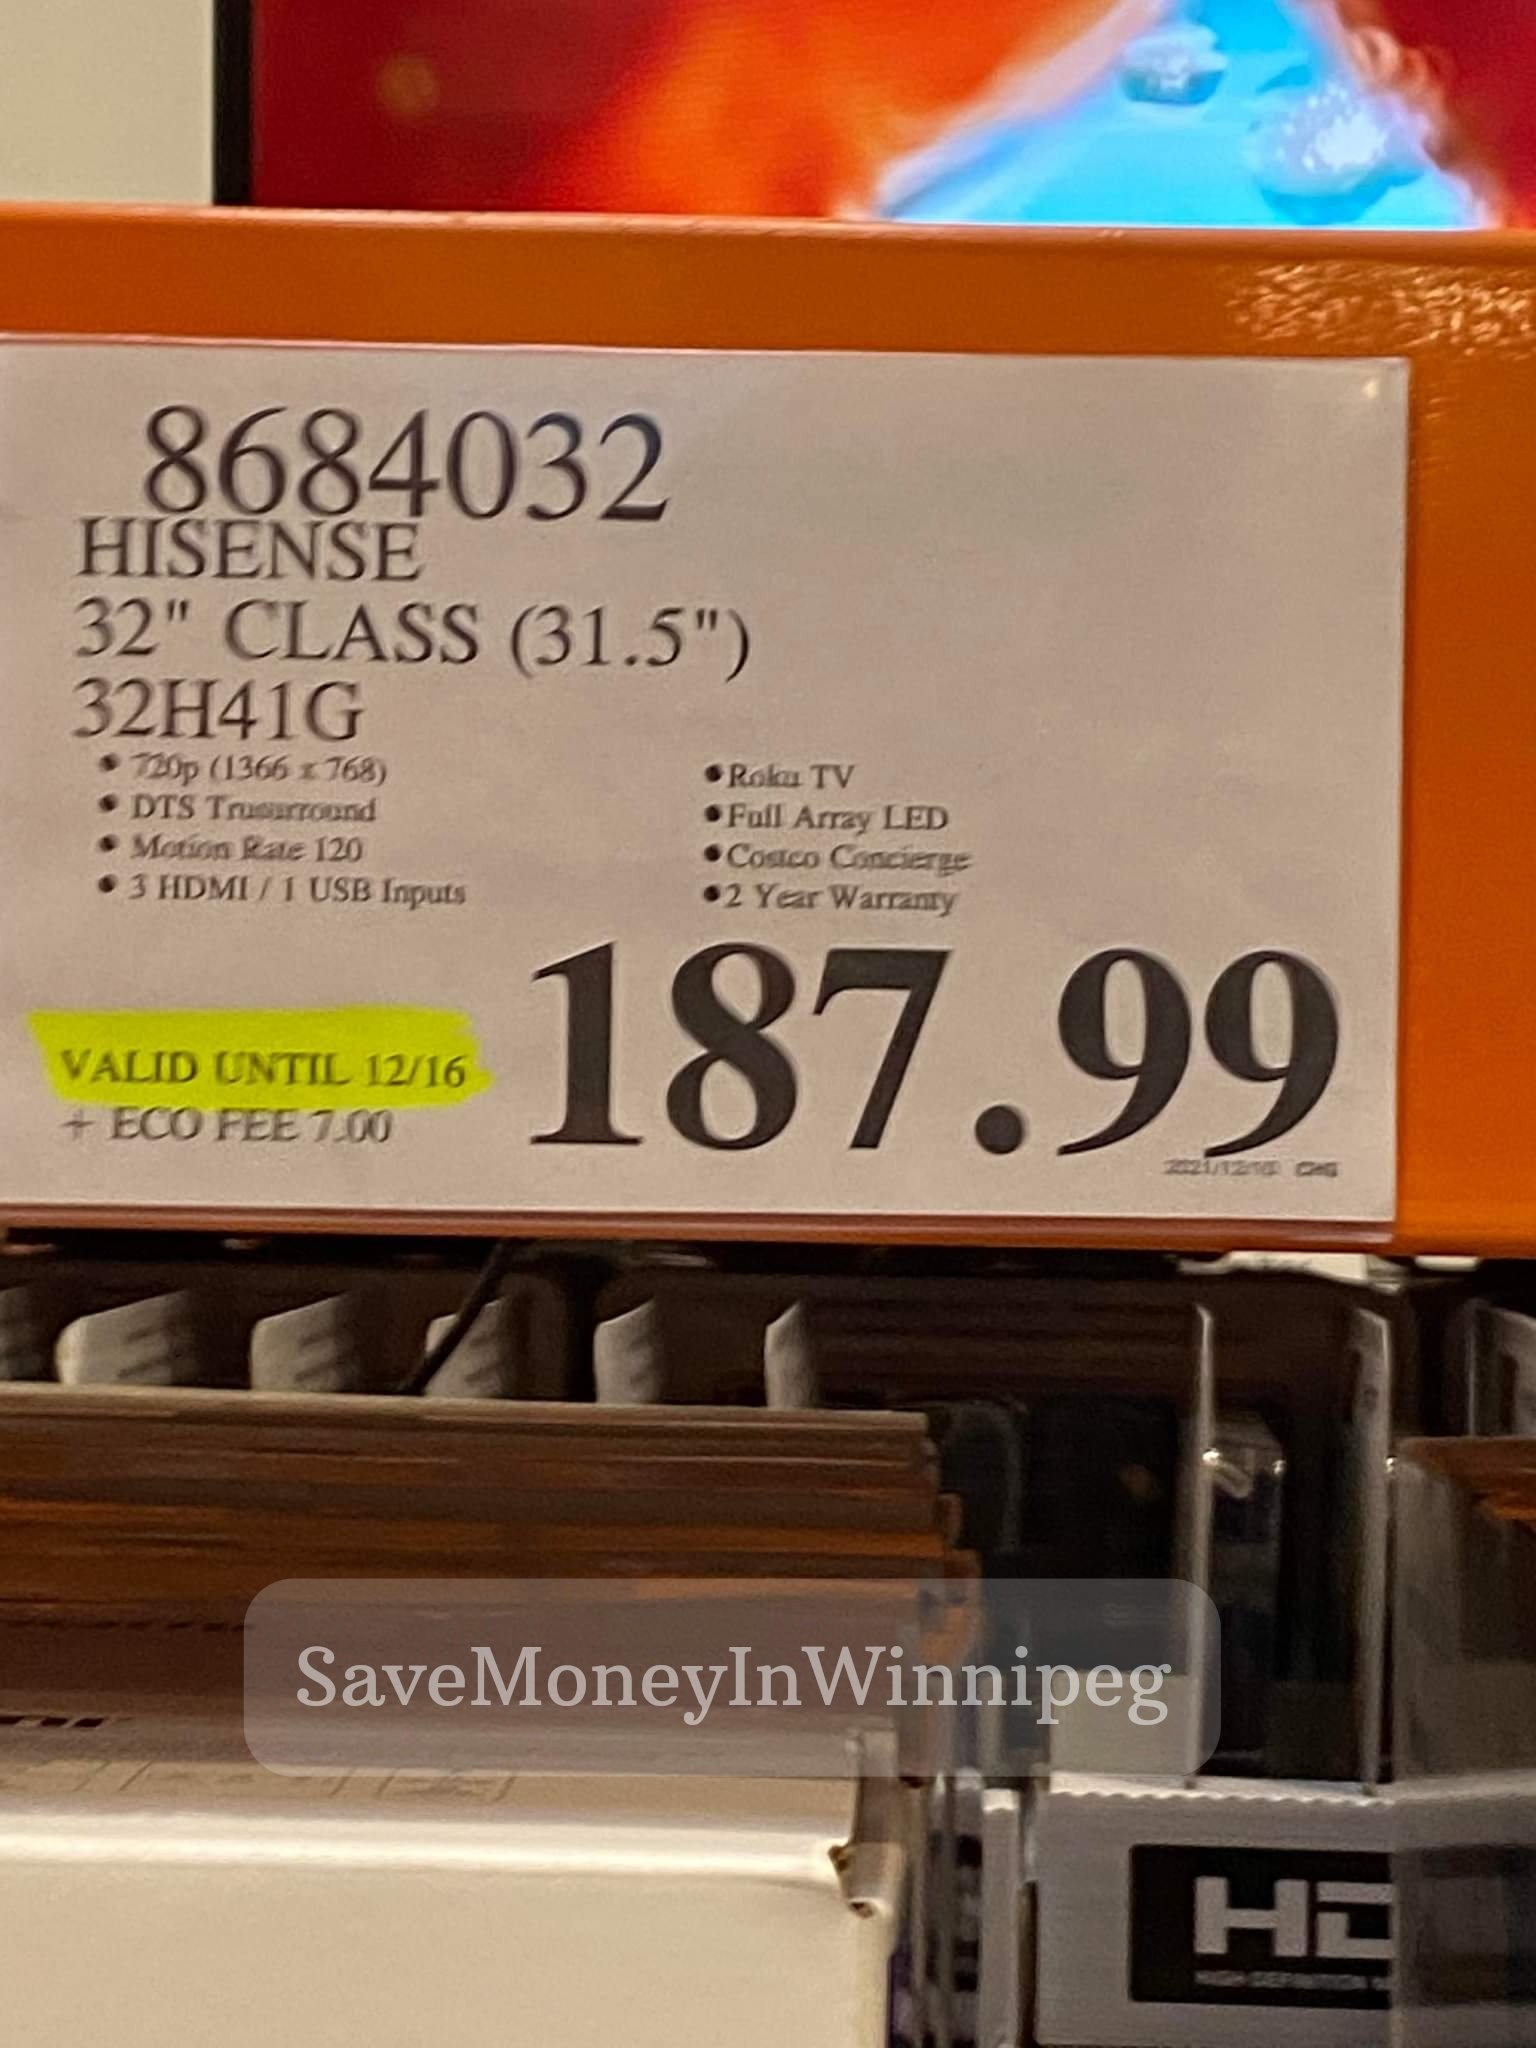 8684032
HISENSE
32" CLASS (31.5")
32H41G
• 720p (1366 x 768)
• DTS Trusurround
• Motion Rate 120
• 3 HDMI / 1 USB Inputs
• Roku TV
• Full Array LED
• Costco Concierge
• 2 Year Warranty
187.99
VALID UNTIL 12/16
+ ECO FEE 7.00
SaveMoneyInWinnipeg
HD